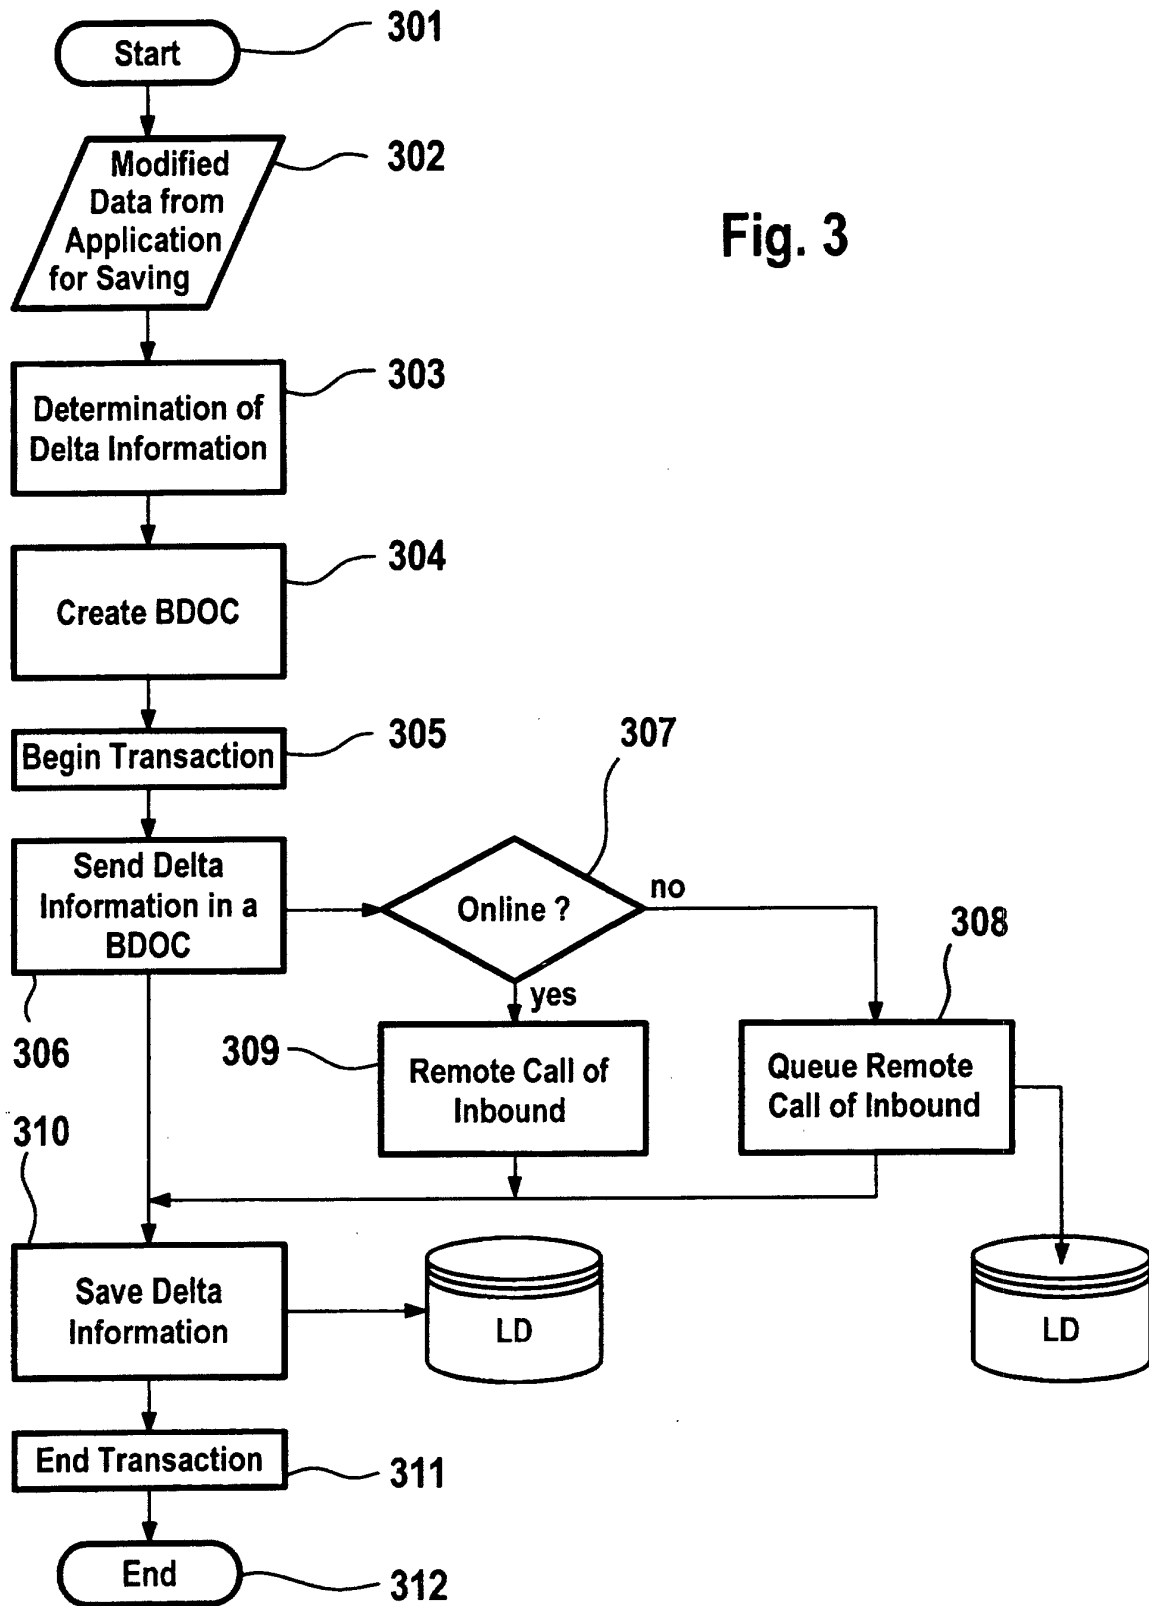 Start
301
Modified
Data from
Application
for Saving
302
Fig. 3
Determination of
Delta Information
303
Create BDOC
304
Begin Transaction
305
307
Send Delta
Information in a
BDOC
306
Online ?
no
yes
308
309
Remote Call of
Inbound
Queue Remote
Call of Inbound
310
Save Delta
Information
LD
LD
End Transaction
311
End
312